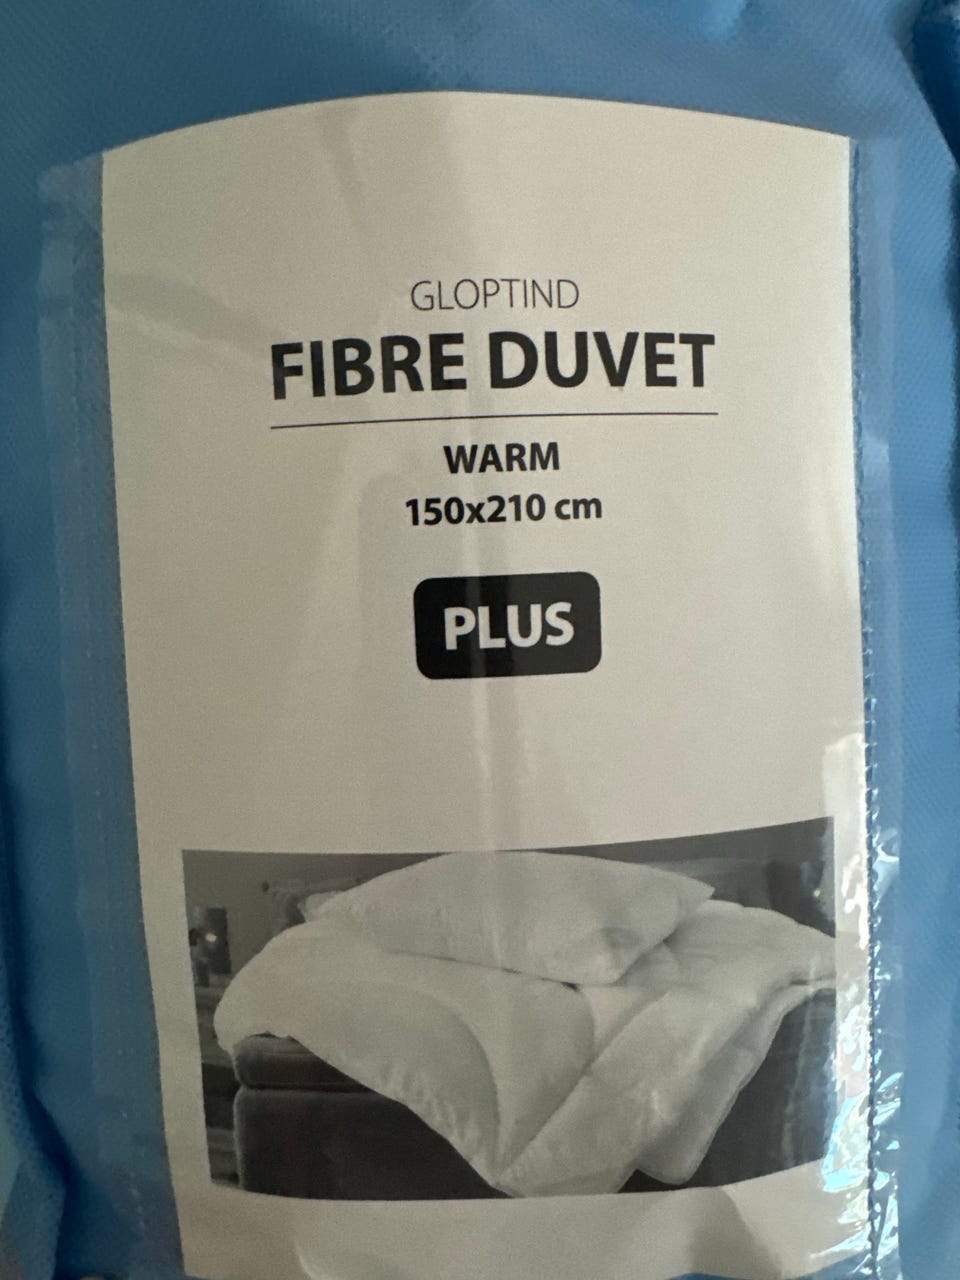 GLOPTIND
FIBRE DUVET
WARM
150x210 cm
PLUS